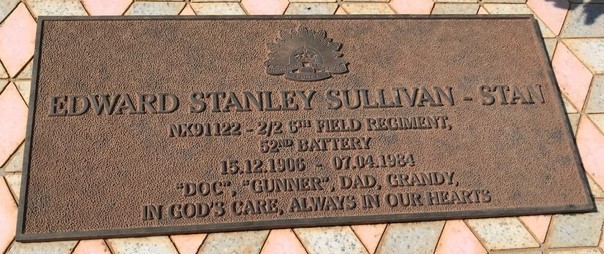 EDWARD STANLEY SULLIVAN - STAN
NX91122 - 2/2 6TH FIELD REGIMENT,
52ND BATTERY
15.12.1906 - 07.04.1984
"DOC", "GUNNER", DAD, GRANDY,
IN GOD'S CARE, ALWAYS IN OUR HEARTS